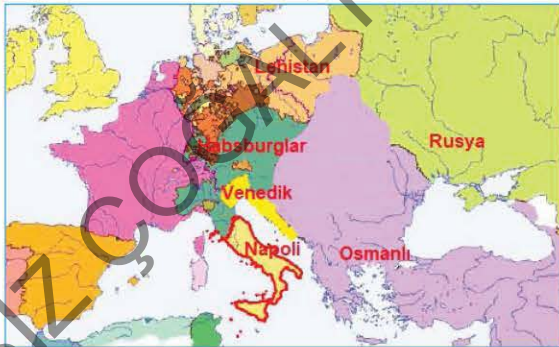 Lehistan
Rusya
Habsburglar
Venedik
Napoli
Osmanlı